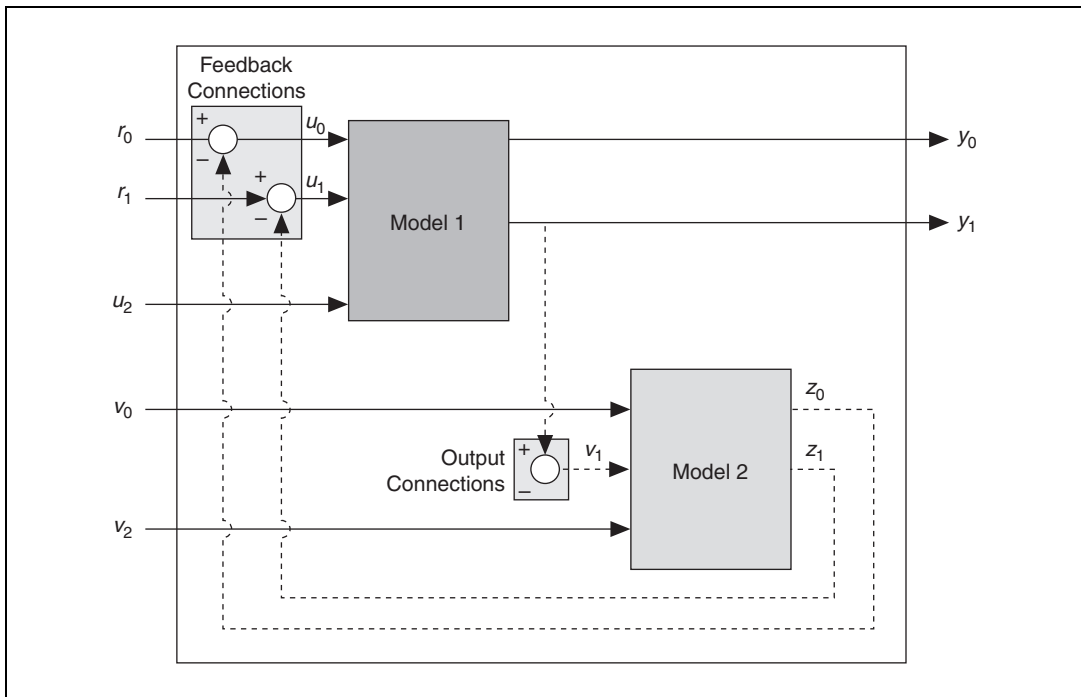 Feedback
Connections
+
r0
−
u0
+
r1
−
u1
Model 1
y0
y1
u2
v0
z0
Output
Connections
+
−
v1
z1
Model 2
v2